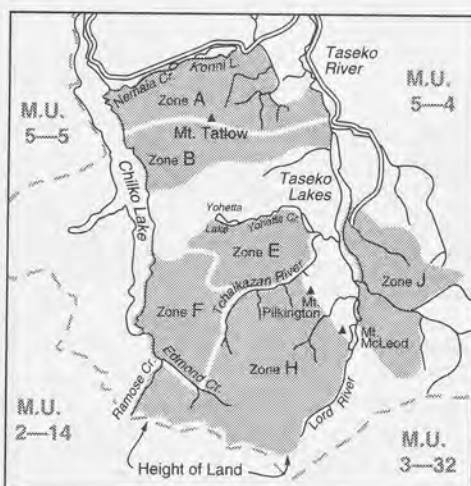 Taseko
River
A'onni L.
Nemaia Cr.
Zone A
M.U.
5—5
M.U.
5—4
Mt. Tatlow
Zone B
Taseko
Lakes
Chilko Lake
Yohetta
Lake
Yohetta Cr.
Zone E
Zone J
Tchaikazan River
Mt.
Pilkington
Zone F
Mt.
McLeod
Edmond Cr.
Zone H
Ramose Cr.
Lord River
M.U.
2—14
M.U.
3—32
Height of Land